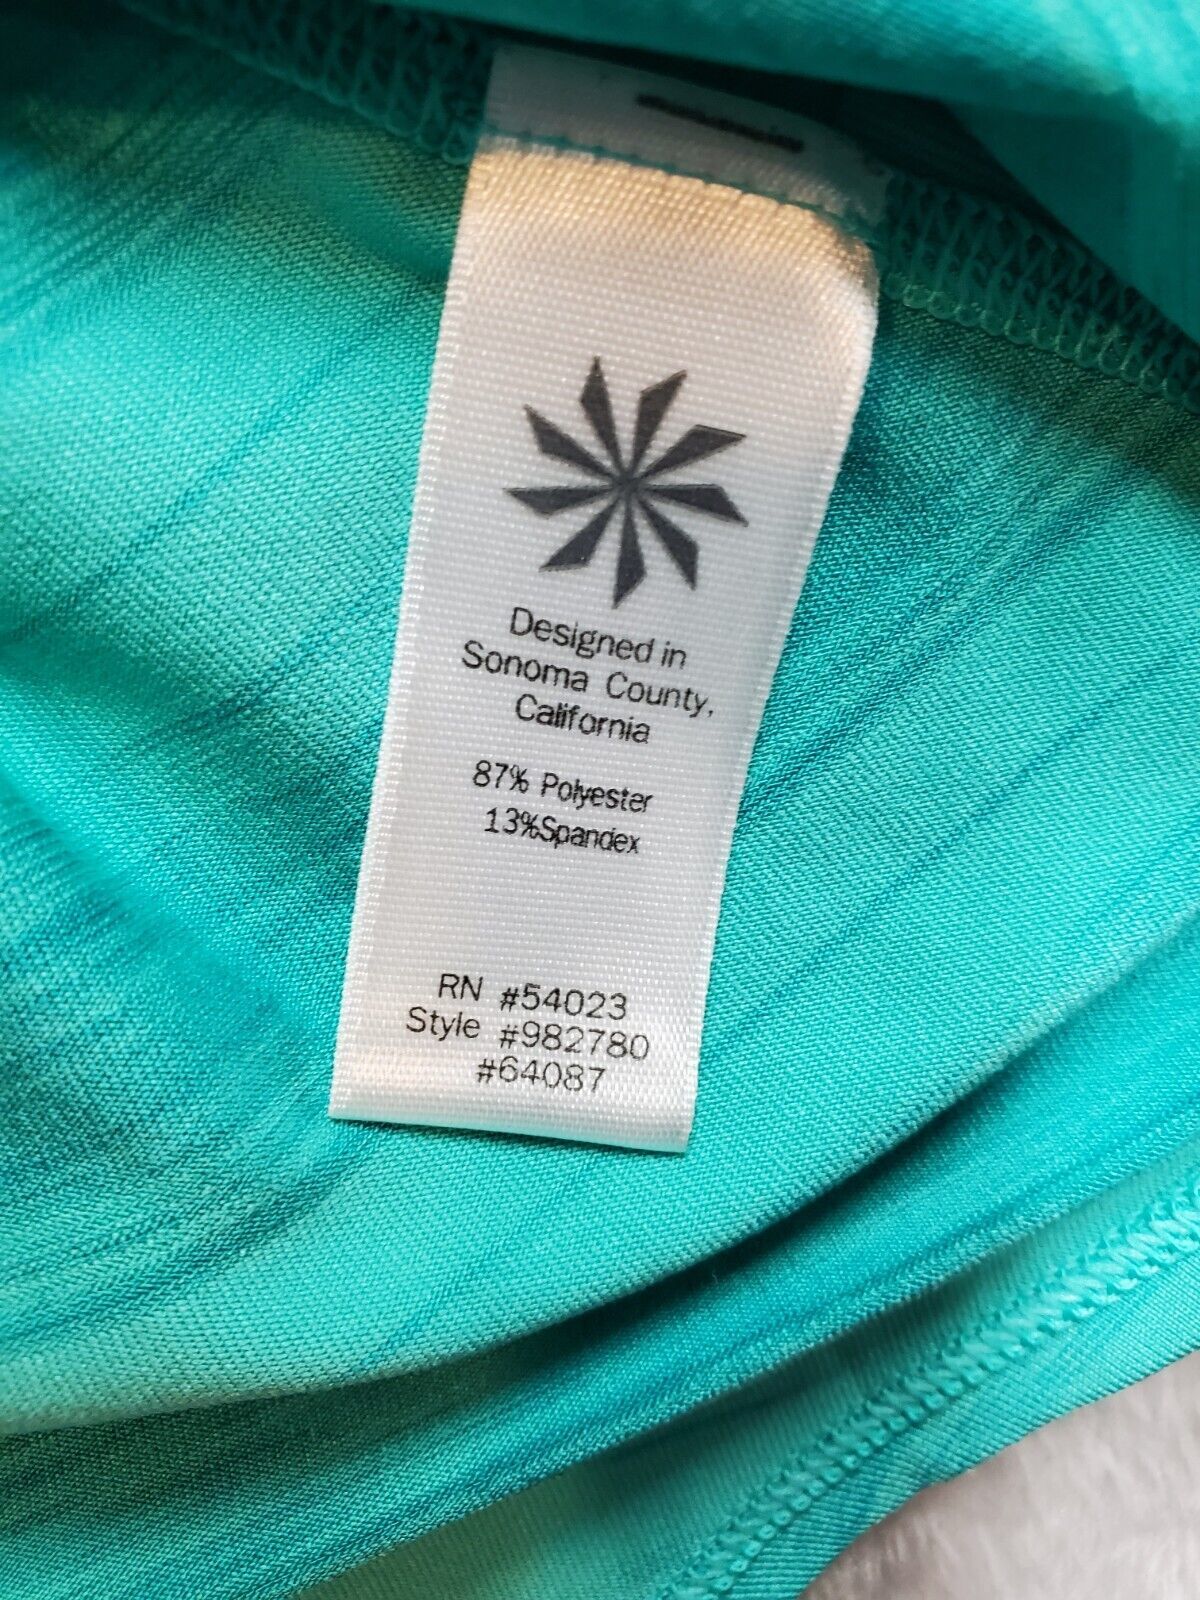 Designed in
Sonoma County,
California
87% Polyester
13%Spandex
RN #54023
Style #982780
#64087